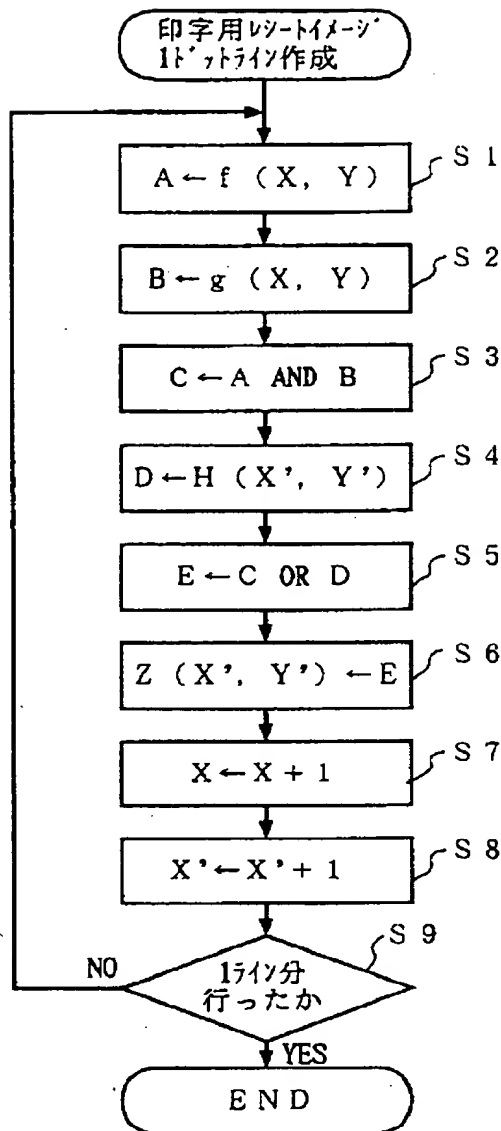 印字用ﾚｼｰﾄｲﾒｰｼﾞ
1ﾄﾞｯﾄﾗｲﾝ作成
A ← f (X, Y)
S 1
B ← g (X, Y)
S 2
C ← A AND B
S 3
D ← H (X', Y')
S 4
E ← C OR D
S 5
Z (X', Y') ← E
S 6
X ← X + 1
S 7
X' ← X' + 1
S 8
S 9
NO
1ﾗｲﾝ分
行ったか
YES
E N D